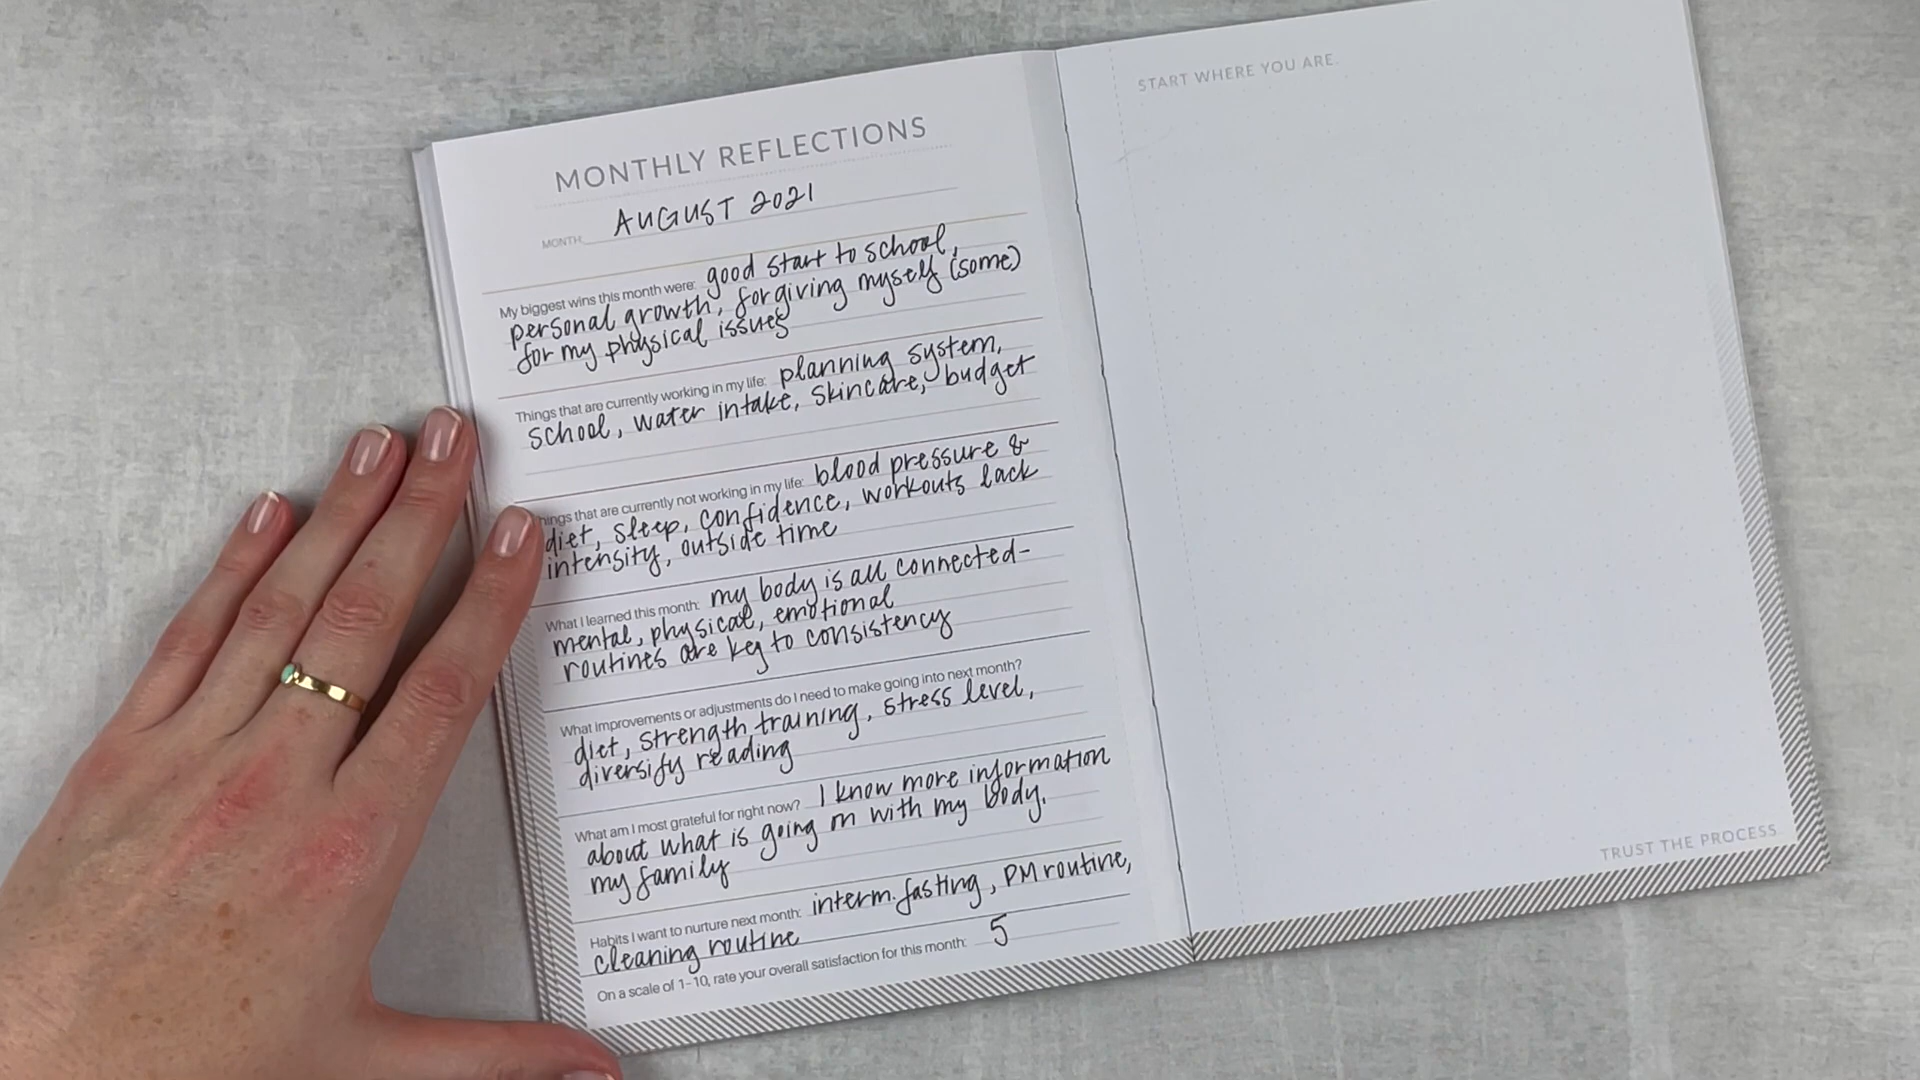 MONTHLY REFLECTIONS
MONTH: AUGUST 2021
My biggest wins this month were: good start to school,
personal growth, forgiving myself (some)
for my physical issues
Things that are currently working in my life: planning system,
school, water intake, skincare, budget
hings that are currently not working in my life: blood pressure &
diet, sleep, confidence, workouts lack
intensity, outside time
What I learned this month: my body is all connected-
mental, physical, emotional
routines are key to consistency
What improvements or adjustments do I need to make going into next month?
diet, strength training, stress level,
diversify reading
What am I most grateful for right now? I know more information
about what is going on with my body.
my family
Habits I want to nurture next month: interm. fasting, PM routine,
cleaning routine
On a scale of 1-10, rate your overall satisfaction for this month: 5
START WHERE YOU ARE.
TRUST THE PROCESS.